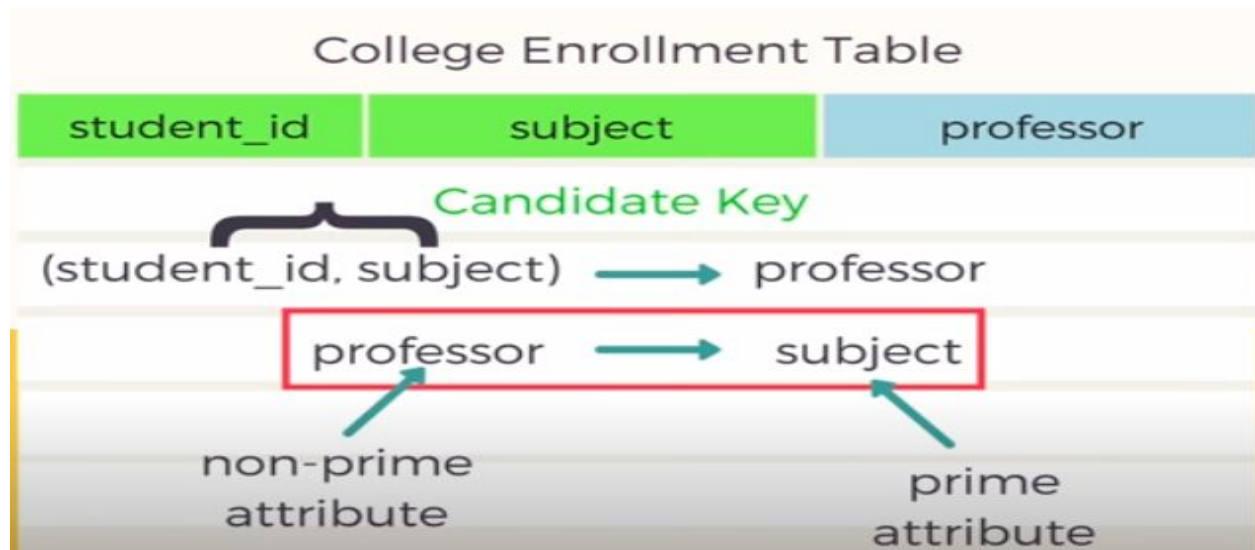 College Enrollment Table
student_id subject professor
Candidate Key
(student_id, subject) → professor
professor → subject
non-prime
attribute
prime
attribute